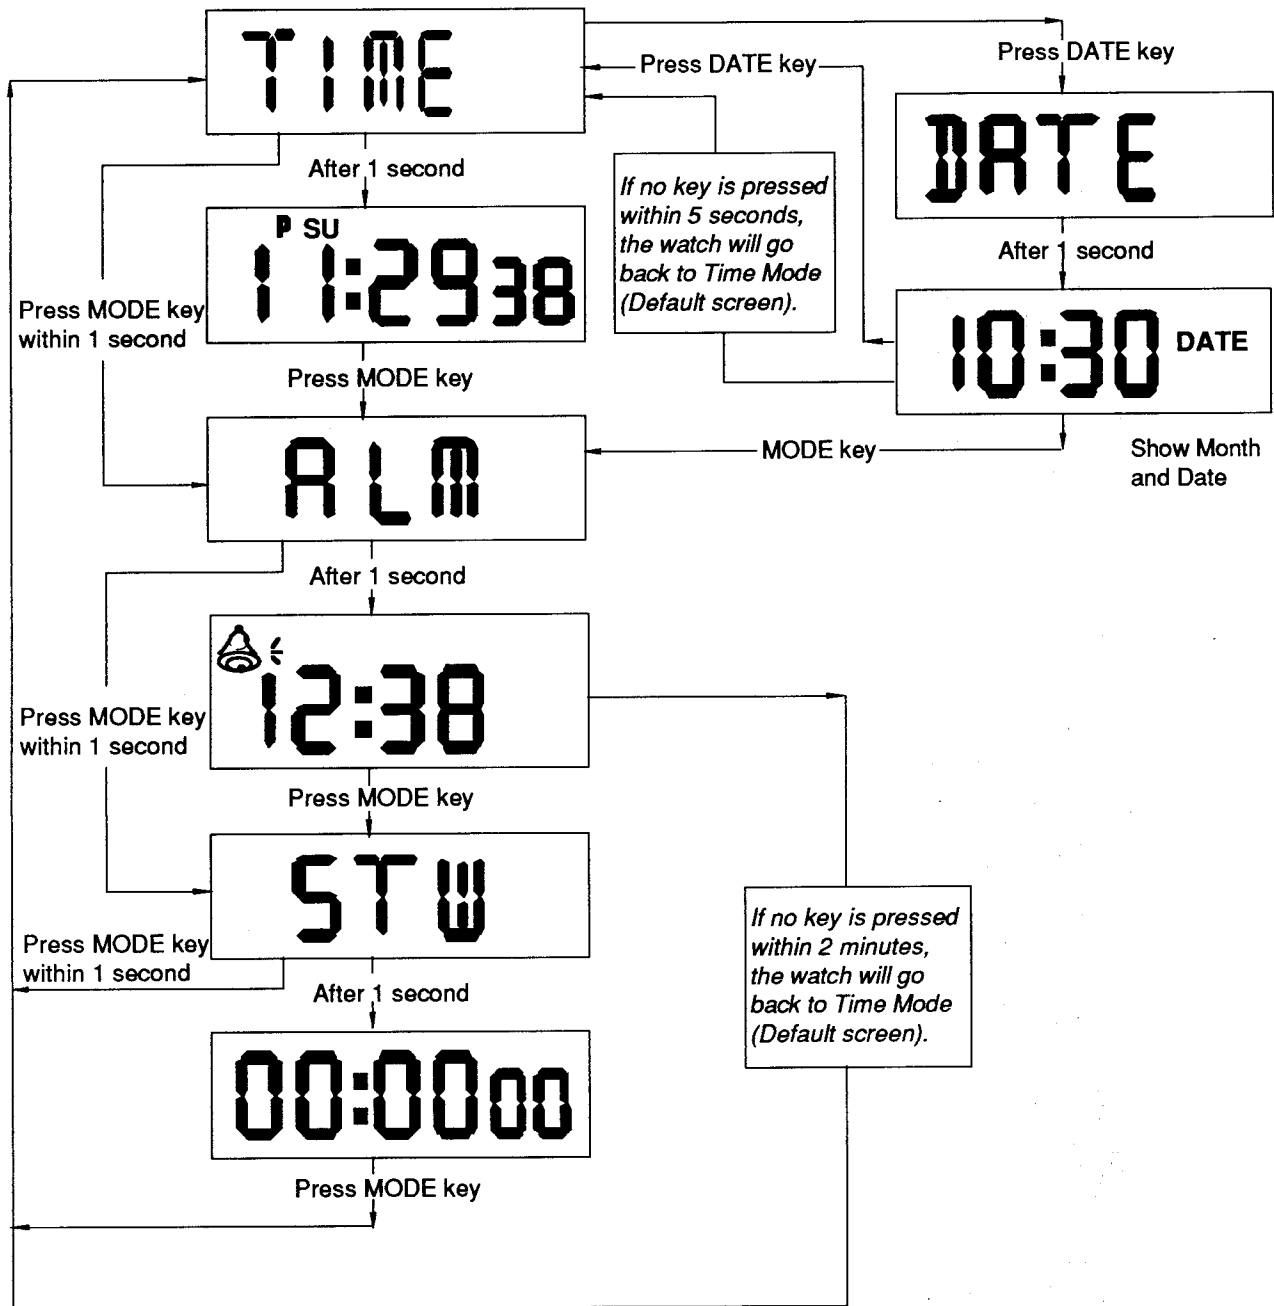 TIME
Press DATE key
Press DATE key
DATE
After 1 second
If no key is pressed
within 5 seconds,
the watch will go
back to Time Mode
(Default screen).
After 1 second
P SU
11:29 38
Press MODE key
within 1 second
10:30 DATE
Press MODE key
ALM
MODE key
Show Month
and Date
After 1 second
12:38
Press MODE key
within 1 second
Press MODE key
STW
If no key is pressed
within 2 minutes,
the watch will go
back to Time Mode
(Default screen).
Press MODE key
within 1 second
After 1 second
00:00 00
Press MODE key